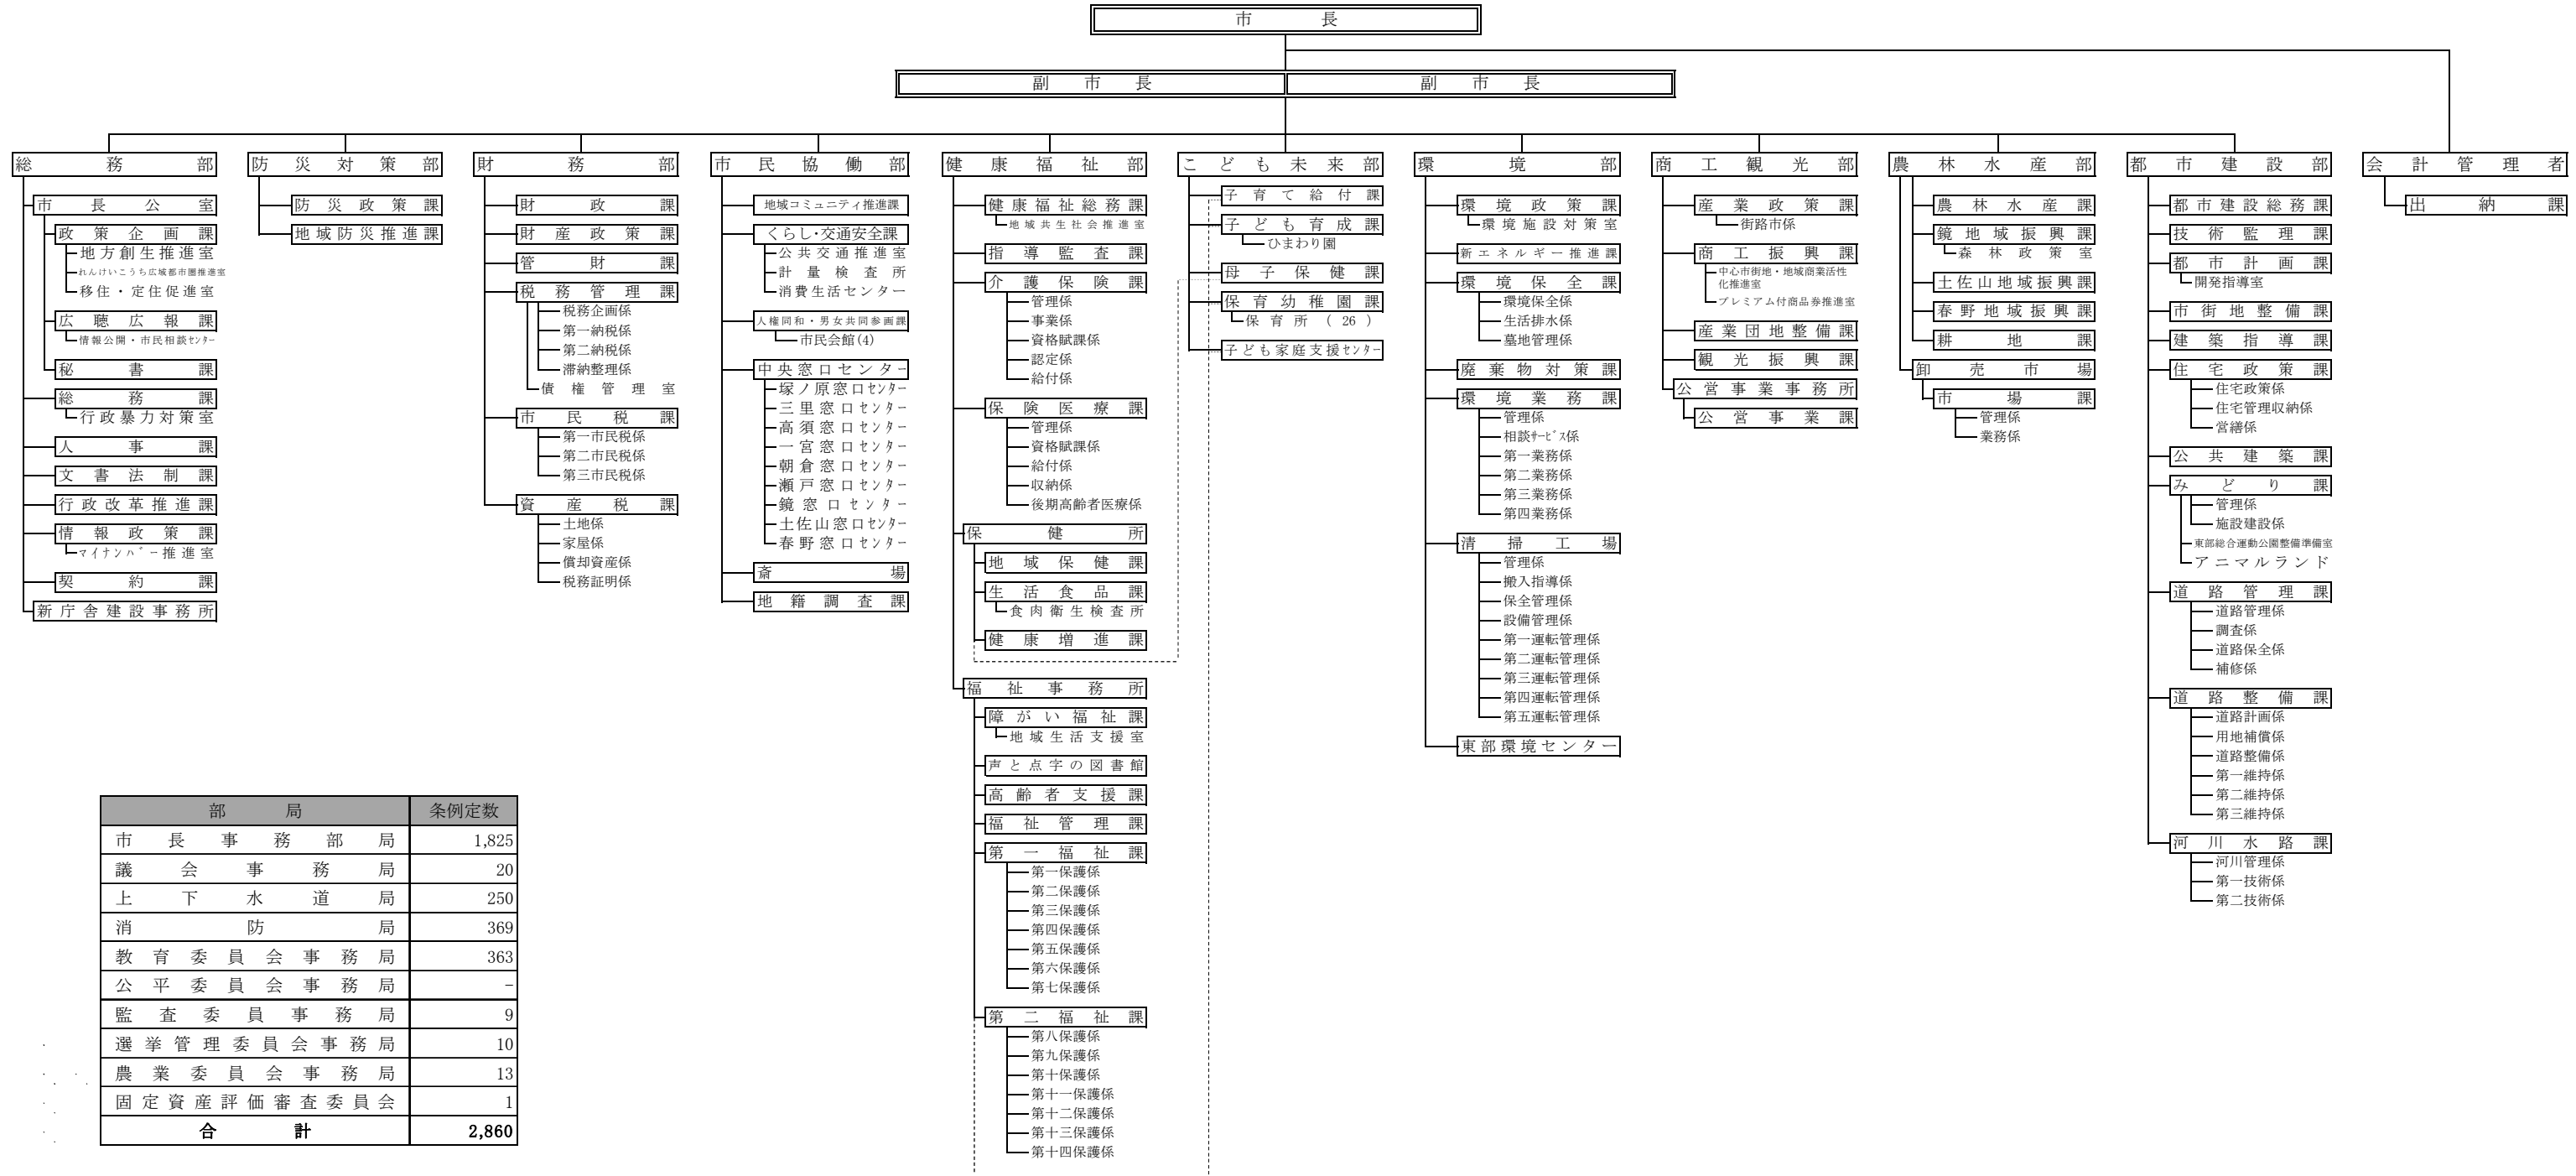 市長
副市長
副市長
総務部
市長公室
政策企画課
地方創生推進室
れんけいこうち広域都市圏推進室
移住・定住促進室
広聴広報課
情報公開・市民相談ｾﾝﾀｰ
秘書課
総務課
行政暴力対策室
人事課
文書法制課
行政改革推進課
情報政策課
マイナンバー推進室
契約課
新庁舎建設事務所
防災対策部
防災政策課
地域防災推進課
財務部
財政課
財産政策課
管財課
税務管理課
税務企画係
第一納税係
第二納税係
滞納整理係
債権管理室
市民税課
第一市民税係
第二市民税係
第三市民税係
資産税課
土地係
家屋係
償却資産係
税務証明係
市民協働部
地域コミュニティ推進課
くらし・交通安全課
公共交通推進室
計量検査所
消費生活センター
人権同和・男女共同参画課
市民会館(4)
中央窓口センター
塚ノ原窓口センター
三里窓口センター
高須窓口センター
一宮窓口センター
朝倉窓口センター
瀬戸窓口センター
鏡窓口センター
土佐山窓口センター
春野窓口センター
斎場
地籍調査課
健康福祉部
健康福祉総務課
地域共生社会推進室
指導監査課
介護保険課
管理係
事業係
資格賦課係
認定係
給付係
保険医療課
管理係
資格賦課係
給付係
収納係
後期高齢者医療係
保健所
地域保健課
生活食品課
食肉衛生検査所
健康増進課
福祉事務所
障がい福祉課
地域生活支援室
声と点字の図書館
高齢者支援課
福祉管理課
第一福祉課
第一保護係
第二保護係
第三保護係
第四保護係
第五保護係
第六保護係
第七保護係
第二福祉課
第八保護係
第九保護係
第十保護係
第十一保護係
第十二保護係
第十三保護係
第十四保護係
こども未来部
子育て給付課
子ども育成課
ひまわり園
母子保健課
保育幼稚園課
保育所（26）
子ども家庭支援センター
環境部
環境政策課
環境施設対策室
新エネルギー推進課
環境保全課
環境保全係
生活排水係
墓地管理係
廃棄物対策課
環境業務課
管理係
相談ｻｰﾋﾞｽ係
第一業務係
第二業務係
第三業務係
第四業務係
清掃工場
管理係
搬入指導係
保全管理係
設備管理係
第一運転管理係
第二運転管理係
第三運転管理係
第四運転管理係
第五運転管理係
東部環境センター
商工観光部
産業政策課
街路市係
商工振興課
中心市街地・地域商業活性
化推進室
プレミアム付商品券推進室
産業団地整備課
観光振興課
公営事業事務所
公営事業課
農林水産部
農林水産課
鏡地域振興課
森林政策室
土佐山地域振興課
春野地域振興課
耕地課
卸売市場
市場課
管理係
業務係
都市建設部
都市建設総務課
技術監理課
都市計画課
開発指導室
市街地整備課
建築指導課
住宅政策課
住宅政策係
住宅管理収納係
営繕係
公共建築課
みどり課
管理係
施設建設係
東部総合運動公園整備準備室
アニマルランド
道路管理課
道路管理係
調査係
道路保全係
補修係
道路整備課
道路計画係
用地補償係
道路整備係
第一維持係
第二維持係
第三維持係
河川水路課
河川管理係
第一技術係
第二技術係
会計管理者
出納課
部局 条例定数
市長事務部局 1,825
議会事務局 20
上下水道局 250
消防局 369
教育委員会事務局 363
公平委員会事務局 -
監査委員事務局 9
選挙管理委員会事務局 10
農業委員会事務局 13
固定資産評価審査委員会 1
合計 2,860